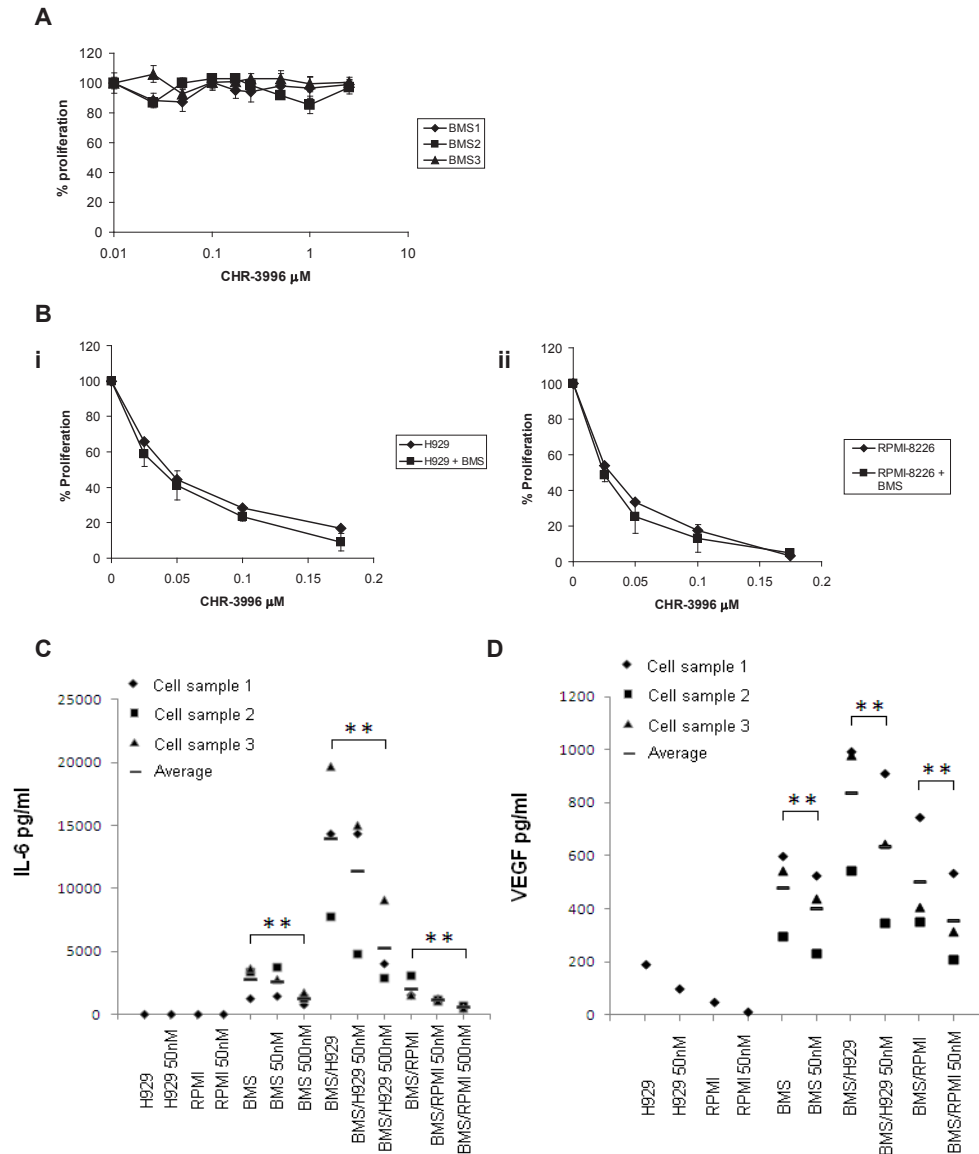 A
120
100
80
60
40
20
0
% proliferation
0.01
0.1
1
10
CHR-3996 μM
BMS1
BMS2
BMS3
B
i
120
100
80
60
40
20
0
% Proliferation
0
0.05
0.1
0.15
0.2
CHR-3996 μM
H929
H929 + BMS
ii
120
100
80
60
40
20
0
% Proliferation
0
0.05
0.1
0.15
0.2
CHR-3996 μM
RPMI-8226
RPMI-8226 +
BMS
C
Cell sample 1
Cell sample 2
Cell sample 3
Average
25000
20000
15000
10000
5000
0
IL-6 pg/ml
**
**
**
H929
H929 50nM
RPMI
RPMI 50nM
BMS
BMS 50nM
BMS 500nM
BMS/H929
BMS/H929 50nM
BMS/H929 500nM
BMS/RPMI
BMS/RPMI 50nM
BMS/RPMI 500nM
D
Cell sample 1
Cell sample 2
Cell sample 3
Average
1200
1000
800
600
400
200
0
VEGF pg/ml
**
**
**
H929
H929 50nM
RPMI
RPMI 50nM
BMS
BMS 50nM
BMS/H929
BMS/H929 50nM
BMS/RPMI
BMS/RPMI 50nM